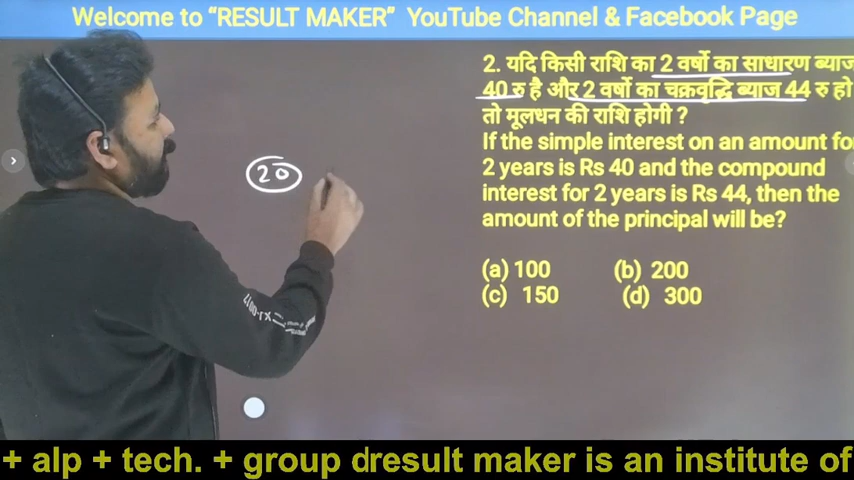 Welcome to “RESULT MAKER” YouTube Channel & Facebook Page
2. यदि किसी राशि का 2 वर्षो का साधारण ब्याज
40 रु है और 2 वर्षो का चक्रवृद्धि ब्याज 44 रु हो
तो मूलधन की राशि होगी ?
If the simple interest on an amount for
2 years is Rs 40 and the compound
interest for 2 years is Rs 44, then the
amount of the principal will be?
(a) 100 (b) 200
(c) 150 (d) 300
20
+ alp + tech. + group dresult maker is an institute of